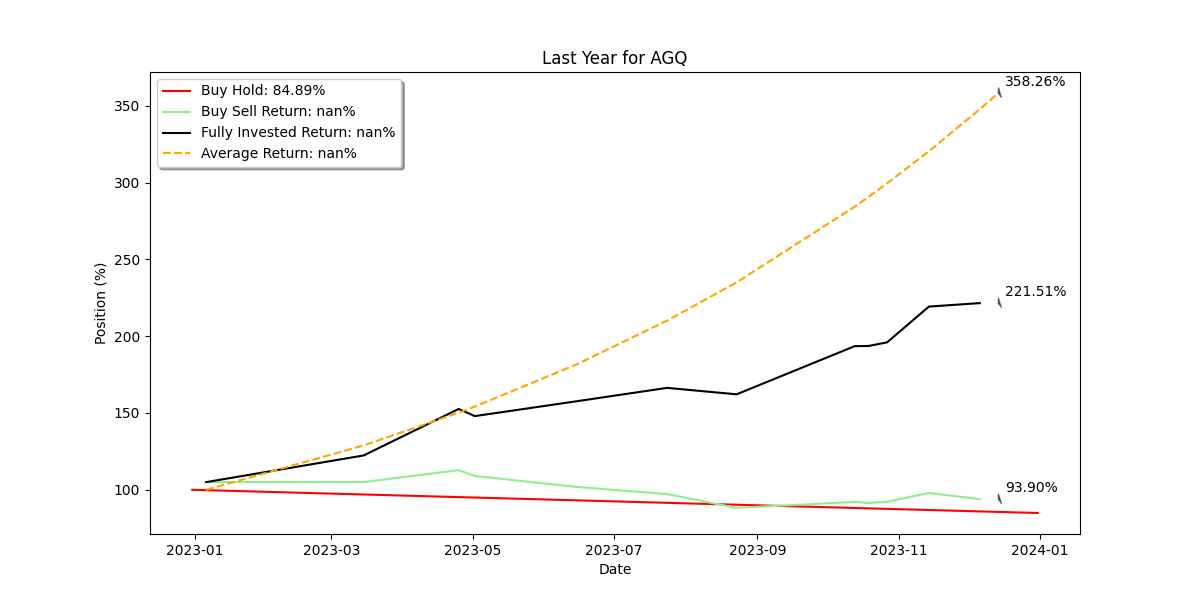 Last Year for AGQ
Buy Hold: 84.89%
Buy Sell Return: nan%
Fully Invested Return: nan%
Average Return: nan%
358.26%
221.51%
93.90%
350
300
250
200
150
100
Position (%)
2023-01
2023-03
2023-05
2023-07
2023-09
2023-11
2024-01
Date